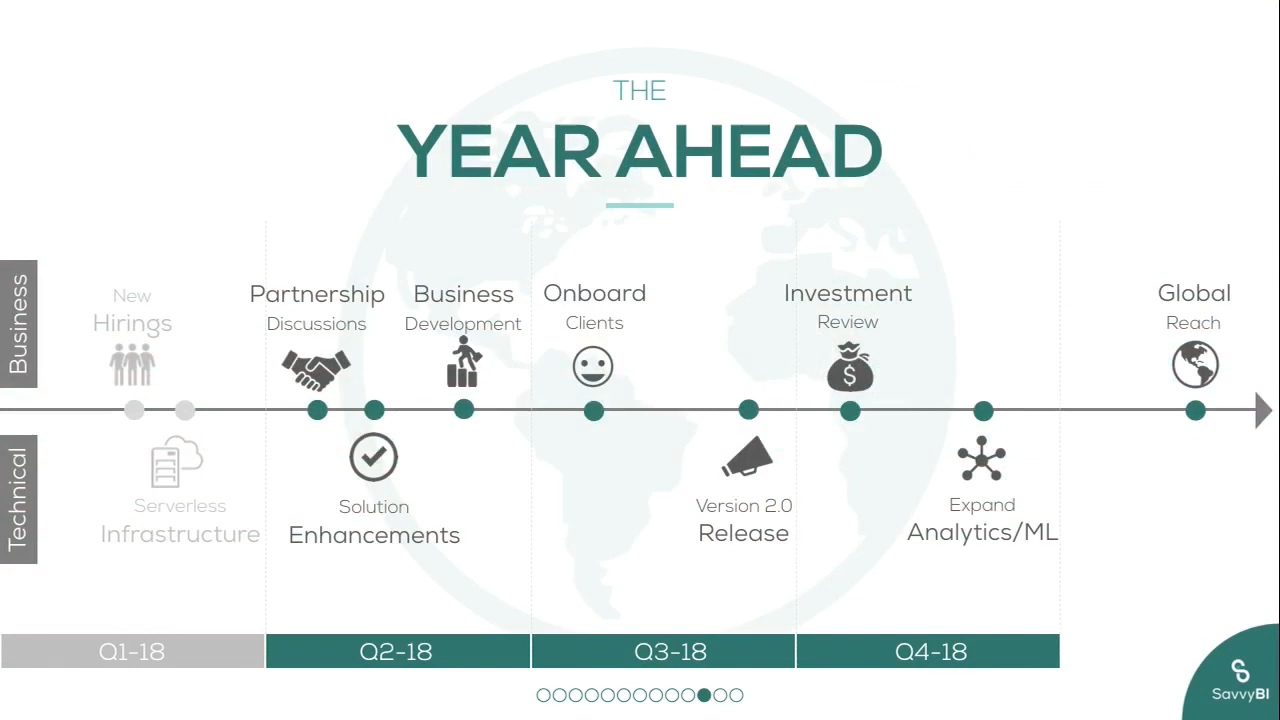 THE
YEAR AHEAD
Business
New
Hirings
Partnership
Discussions
Business
Development
Onboard
Clients
Investment
Review
$
Global
Reach
Technical
Serverless
Infrastructure
Solution
Enhancements
Version 2.0
Release
Expand
Analytics/ML
Q1-18
Q2-18
Q3-18
Q4-18
SavvyBI